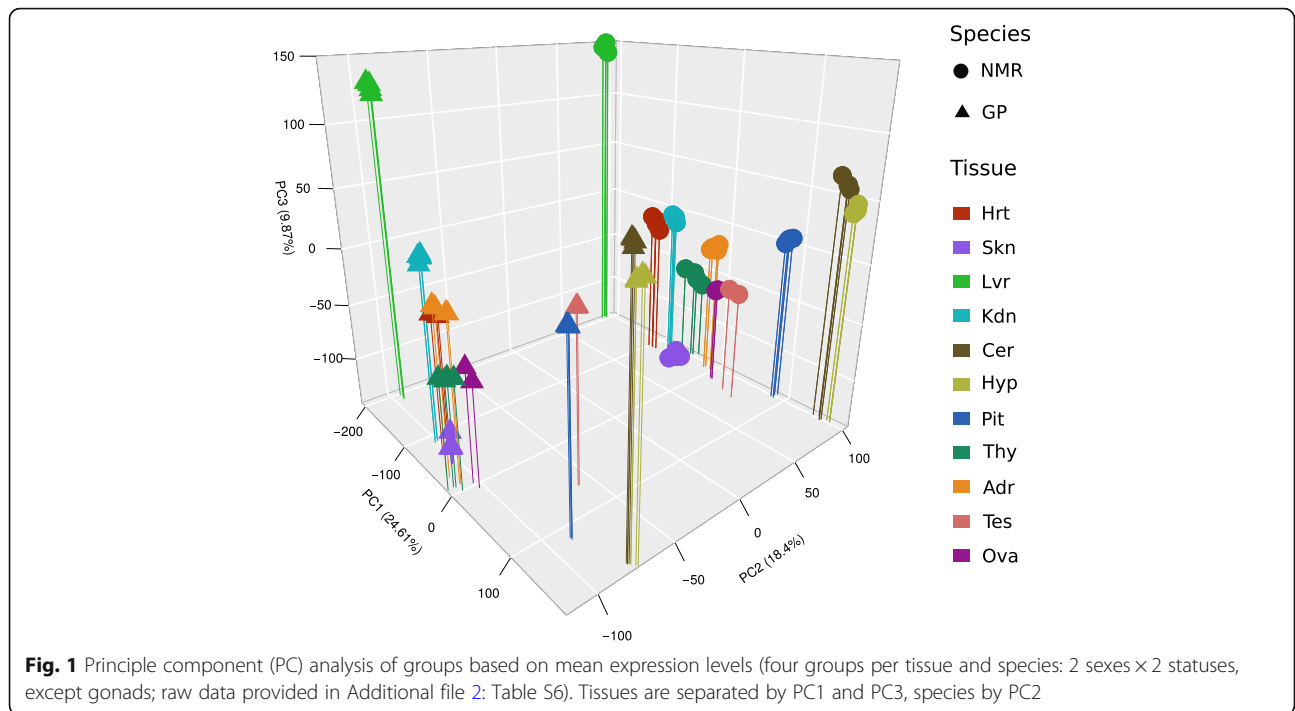 Species
NMR
GP
Tissue
Hrt
Skn
Lvr
Kdn
Cer
Hyp
Pit
Thy
Adr
Tes
Ova
150
100
50
0
−50
−100
PC3 (9.87%)
−200
−100
0
100
PC1 (24.61%)
−100
−50
0
50
100
PC2 (18.4%)
Fig. 1 Principle component (PC) analysis of groups based on mean expression levels (four groups per tissue and species: 2 sexes × 2 statuses,
except gonads; raw data provided in Additional file 2: Table S6). Tissues are separated by PC1 and PC3, species by PC2